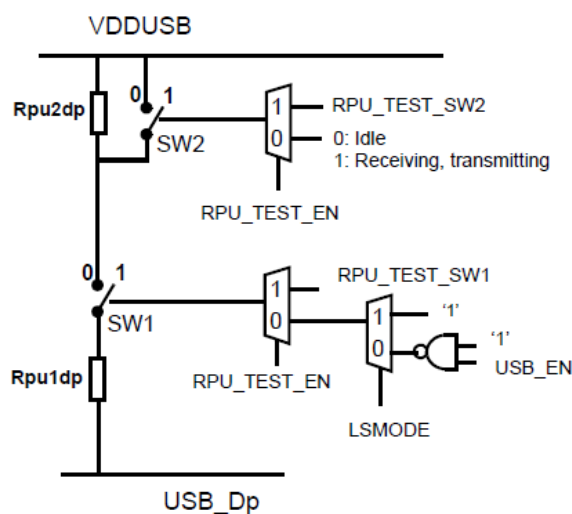 VDDUSB
0 1
Rpu2dp
SW2
1
0
RPU_TEST_SW2
0: Idle
1: Receiving, transmitting
RPU_TEST_EN
0 1
SW1
1
0
RPU_TEST_SW1
1
0
'1'
'1'
USB_EN
Rpu1dp
RPU_TEST_EN
LSMODE
USB_Dp